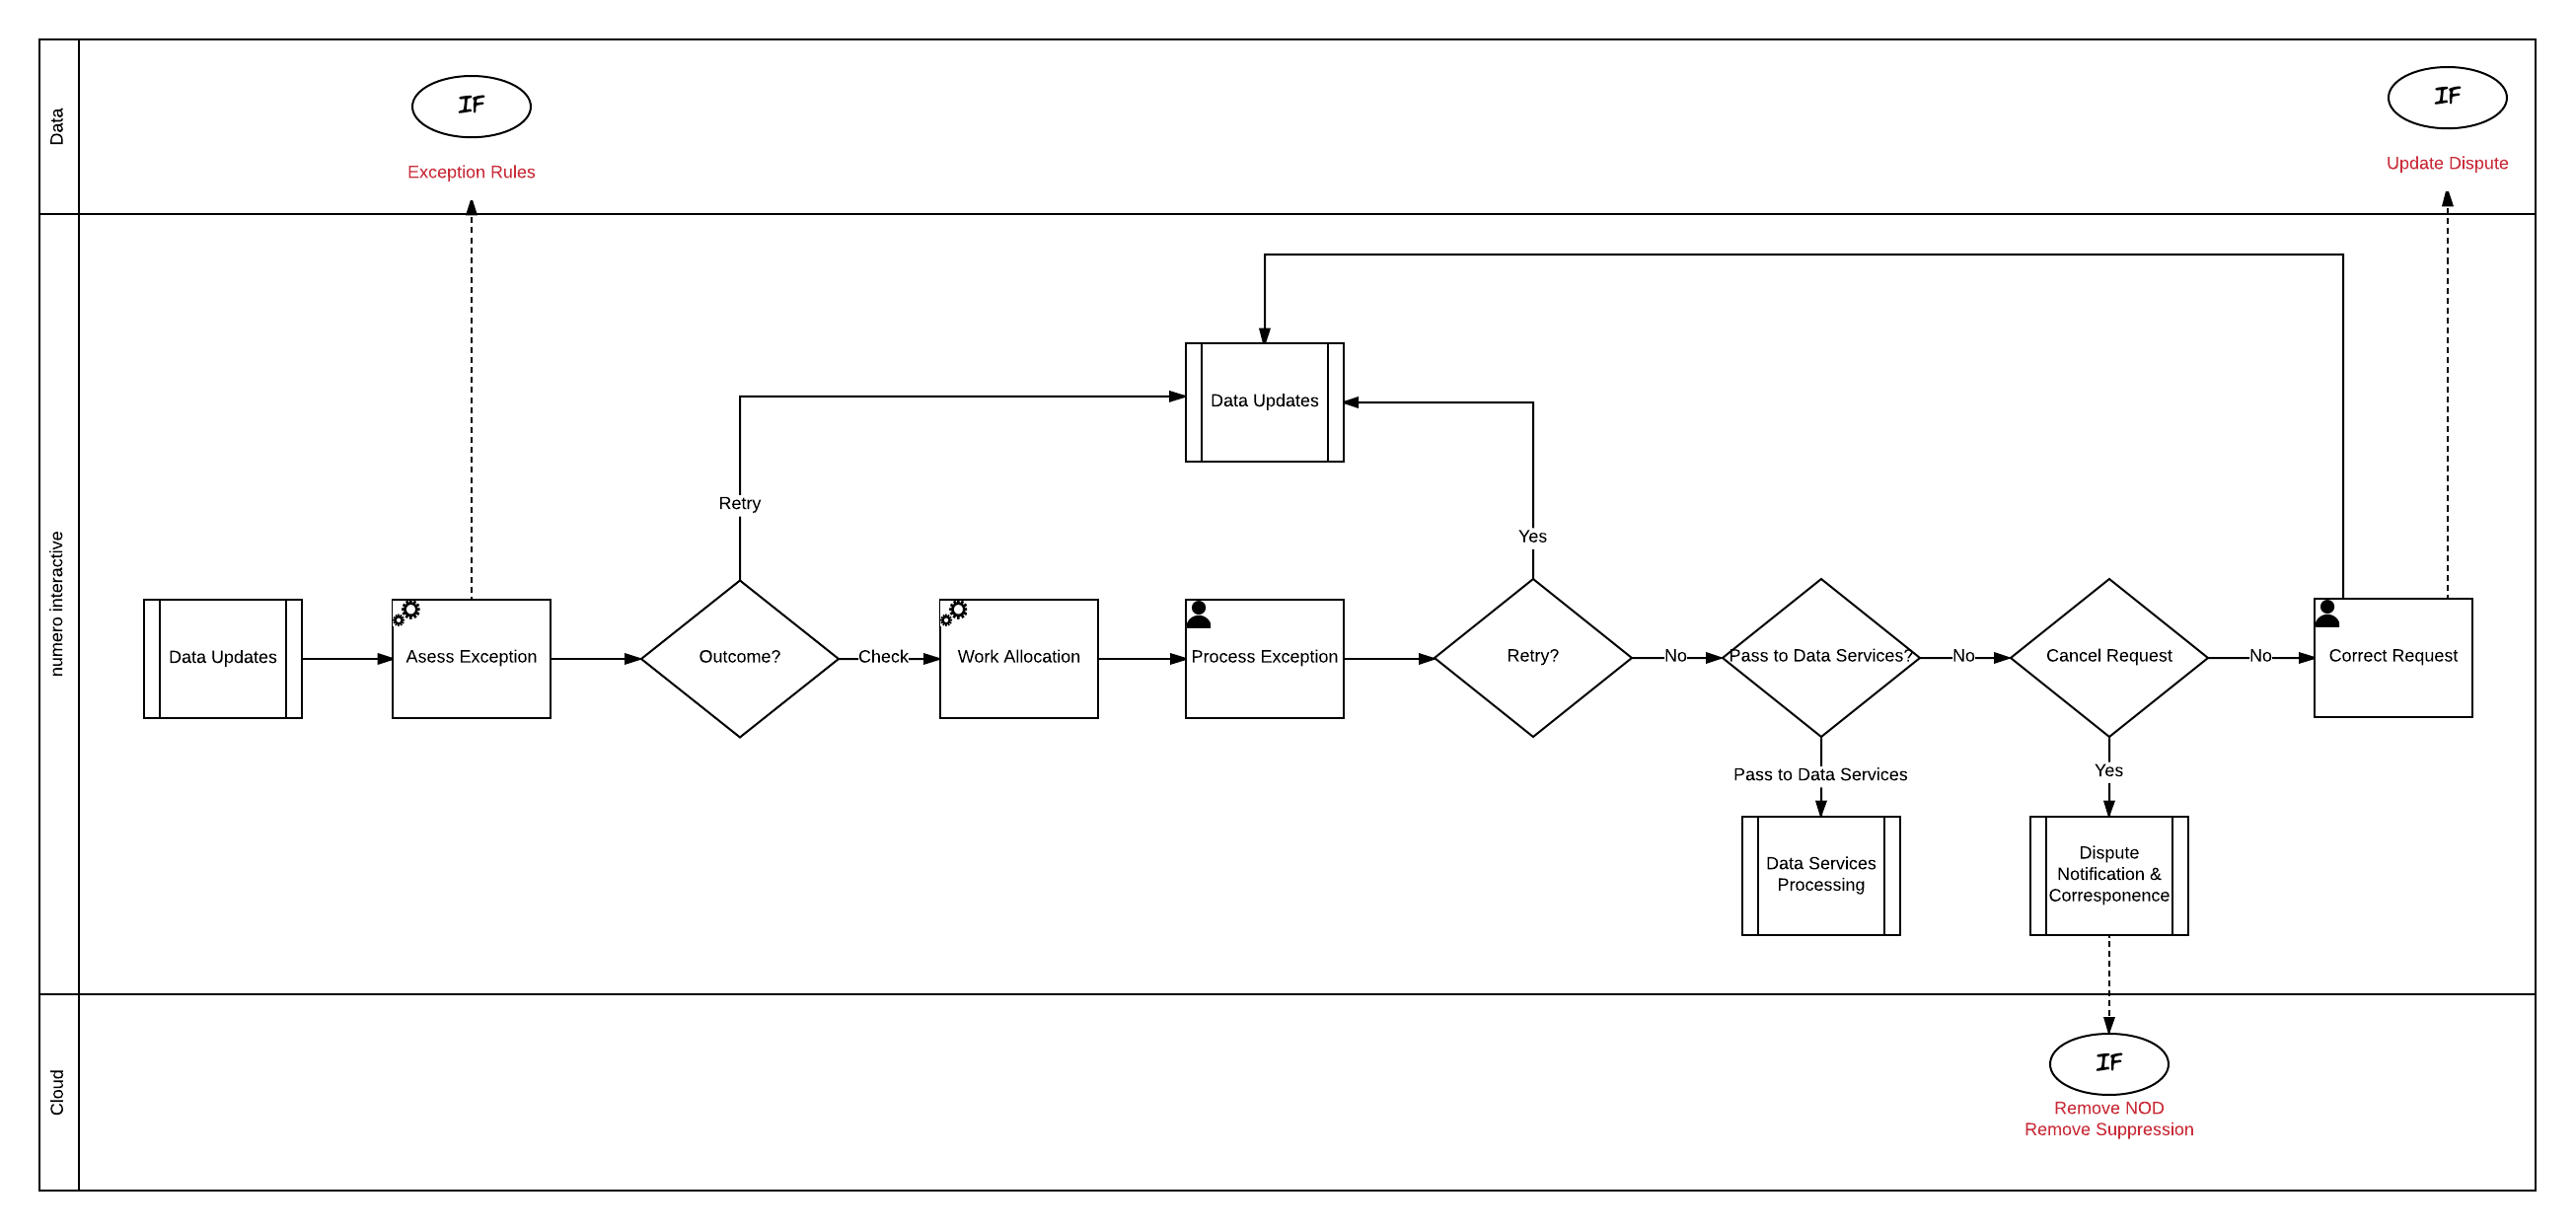 Data
IF
Exception Rules
IF
Update Dispute
numero interactive
Data Updates
Retry
Yes
Data Updates
Asess Exception
Outcome?
Check
Work Allocation
Process Exception
Retry?
No
Pass to Data Services?
No
Cancel Request
No
Correct Request
Pass to Data Services
Yes
Data Services
Processing
Dispute
Notification &
Corresponence
Cloud
IF
Remove NOD
Remove Suppression